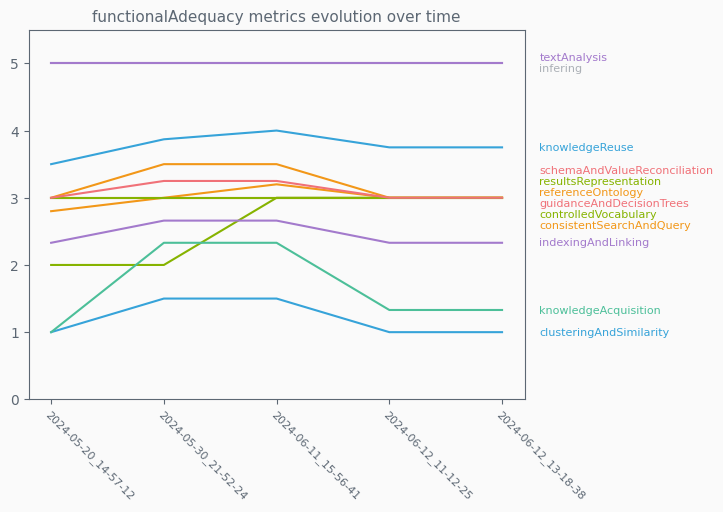 functionalAdequacy metrics evolution over time
5
4
3
2
1
0
textAnalysis
infering
knowledgeReuse
schemaAndValueReconciliation
resultsRepresentation
referenceOntology
guidanceAndDecisionTrees
controlledVocabulary
consistentSearchAndQuery
indexingAndLinking
knowledgeAcquisition
clusteringAndSimilarity
2024-05-20_14-57-12
2024-05-30_21-52-24
2024-06-11_15-56-41
2024-06-12_11-12-25
2024-06-12_13-18-38